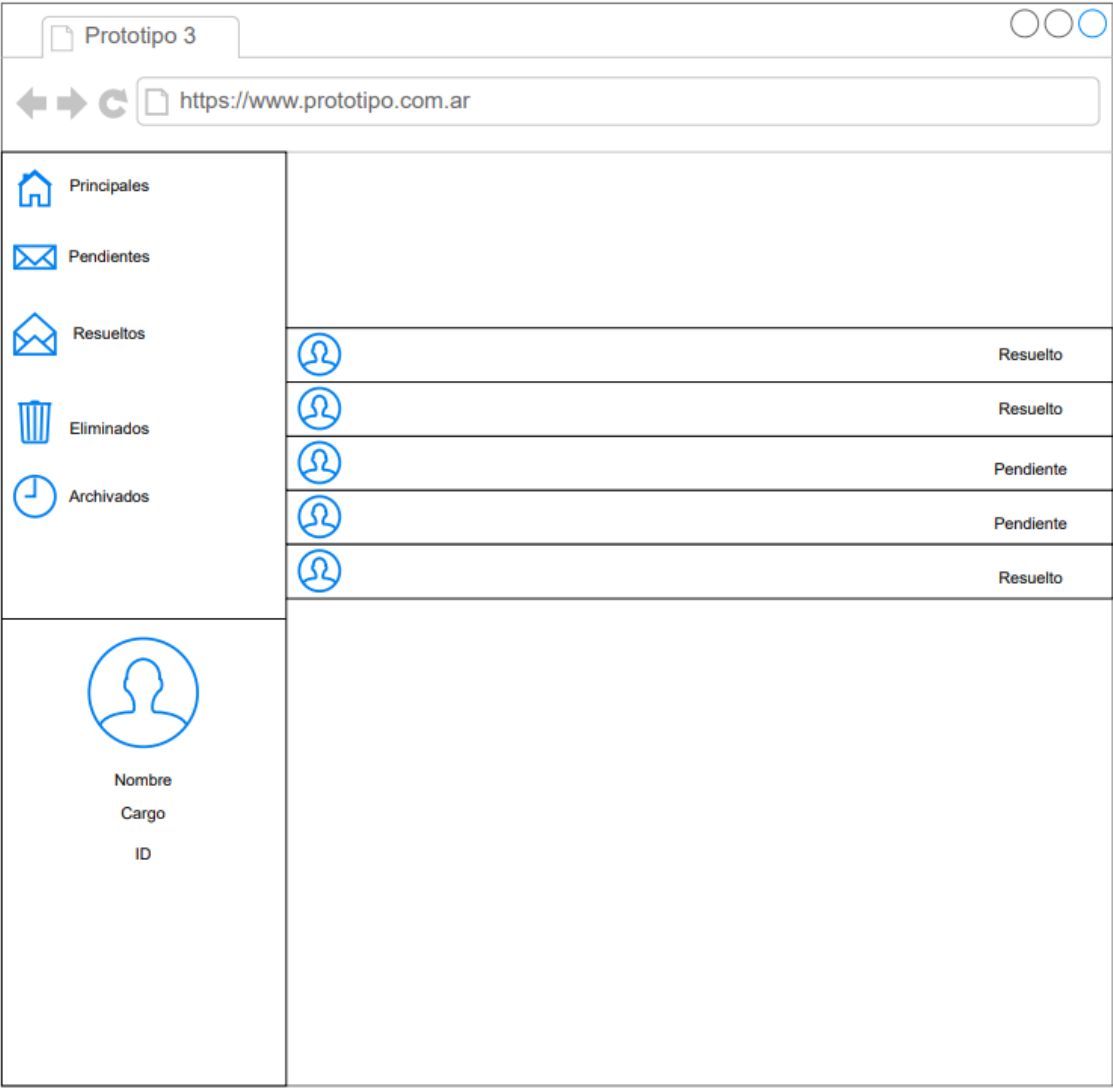 Prototipo 3
https://www.prototipo.com.ar
Principales
Pendientes
Resueltos
Eliminados
Archivados
Resuelto
Resuelto
Pendiente
Pendiente
Resuelto
Nombre
Cargo
ID